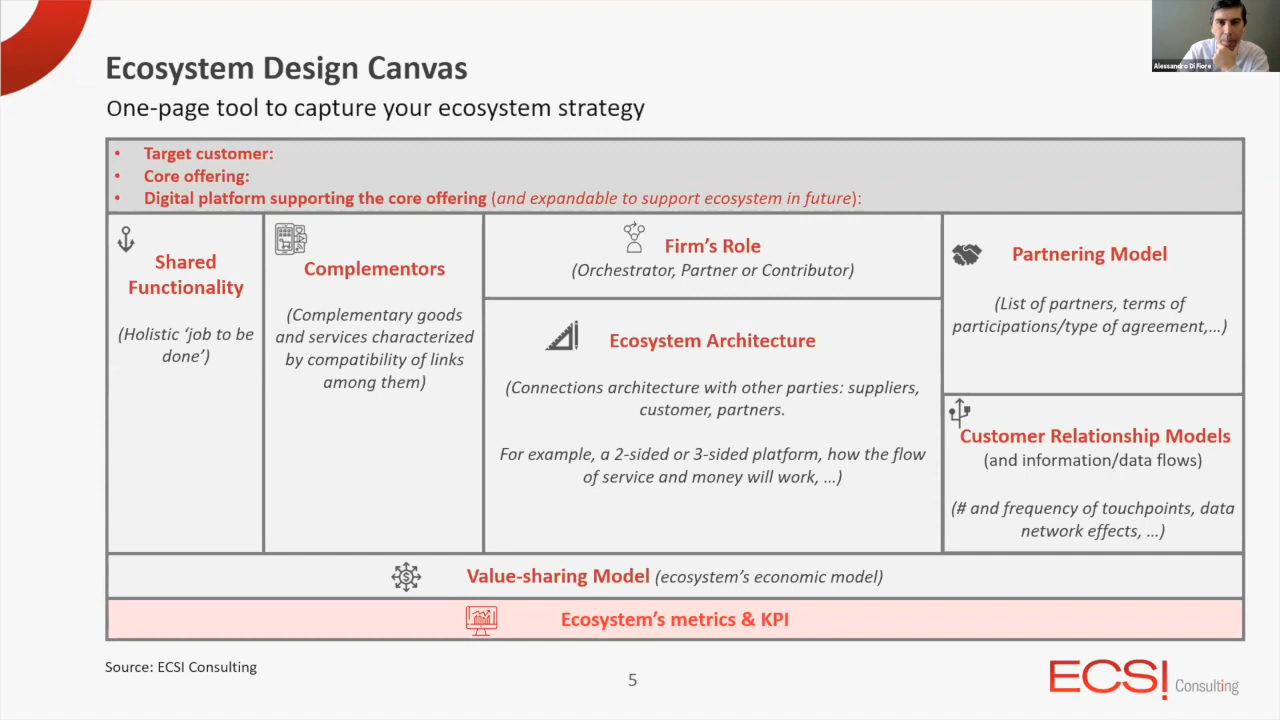 Ecosystem Design Canvas
One-page tool to capture your ecosystem strategy
Alessandro Di Fiore
• Target customer:
• Core offering:
• Digital platform supporting the core offering (and expandable to support ecosystem in future):
Shared
Functionality
(Holistic ‘job to be
done’)
Complementors
(Complementary goods
and services characterized
by compatibility of links
among them)
Firm’s Role
(Orchestrator, Partner or Contributor)
Ecosystem Architecture
(Connections architecture with other parties: suppliers,
customer, partners.
For example, a 2-sided or 3-sided platform, how the flow
of service and money will work, …)
Partnering Model
(List of partners, terms of
participations/type of agreement,…)
Customer Relationship Models
(and information/data flows)
(# and frequency of touchpoints, data
network effects, …)
Value-sharing Model (ecosystem’s economic model)
Ecosystem’s metrics & KPI
Source: ECSI Consulting
5
ECSI Consulting